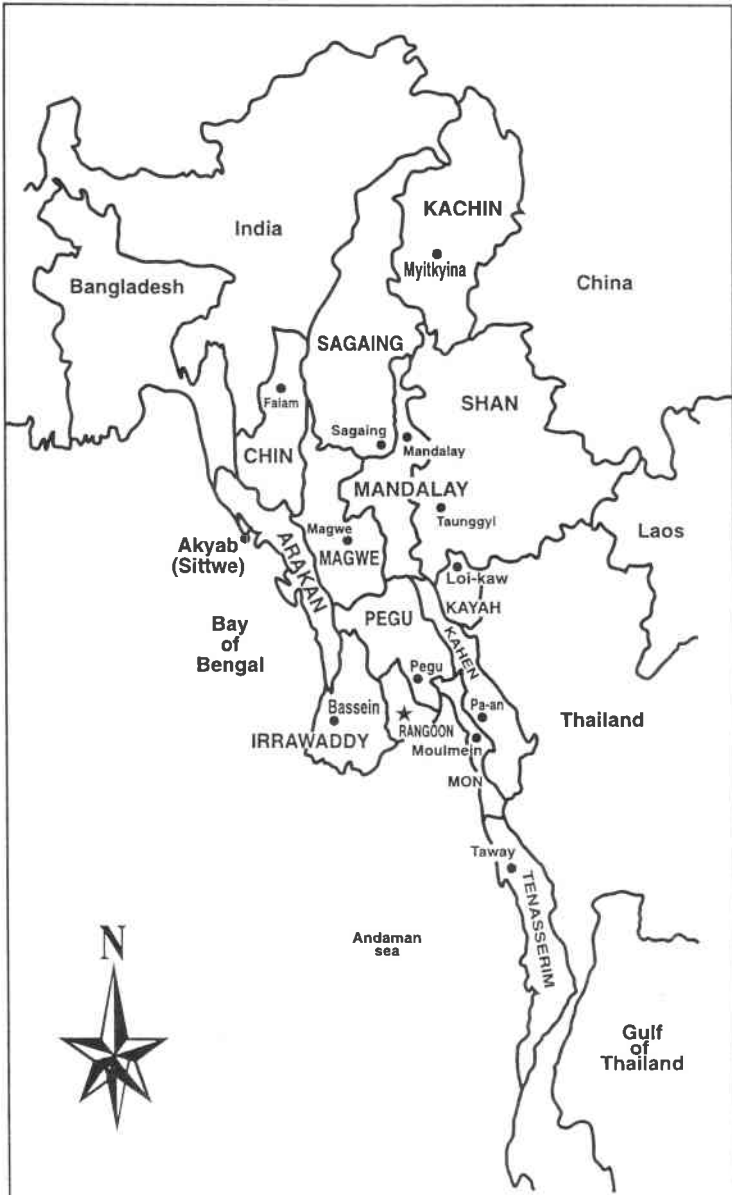 KACHIN
India
Myitkyina
Bangladesh
China
SAGAING
Falam
SHAN
Sagaing
Mandalay
CHIN
MANDALAY
Taunggyi
Magwe
Laos
Akyab
(Sittwe)
ARAKAN
MAGWE
Loi-kaw
KAYAH
PEGU
Bay
of
Bengal
KAHEN
Pegu
Bassein
Pa-an
Thailand
RANGOON
IRRAWADDY
Moulmein
MON
Taway
TENASSERIM
Andaman
sea
N
Gulf
of
Thailand